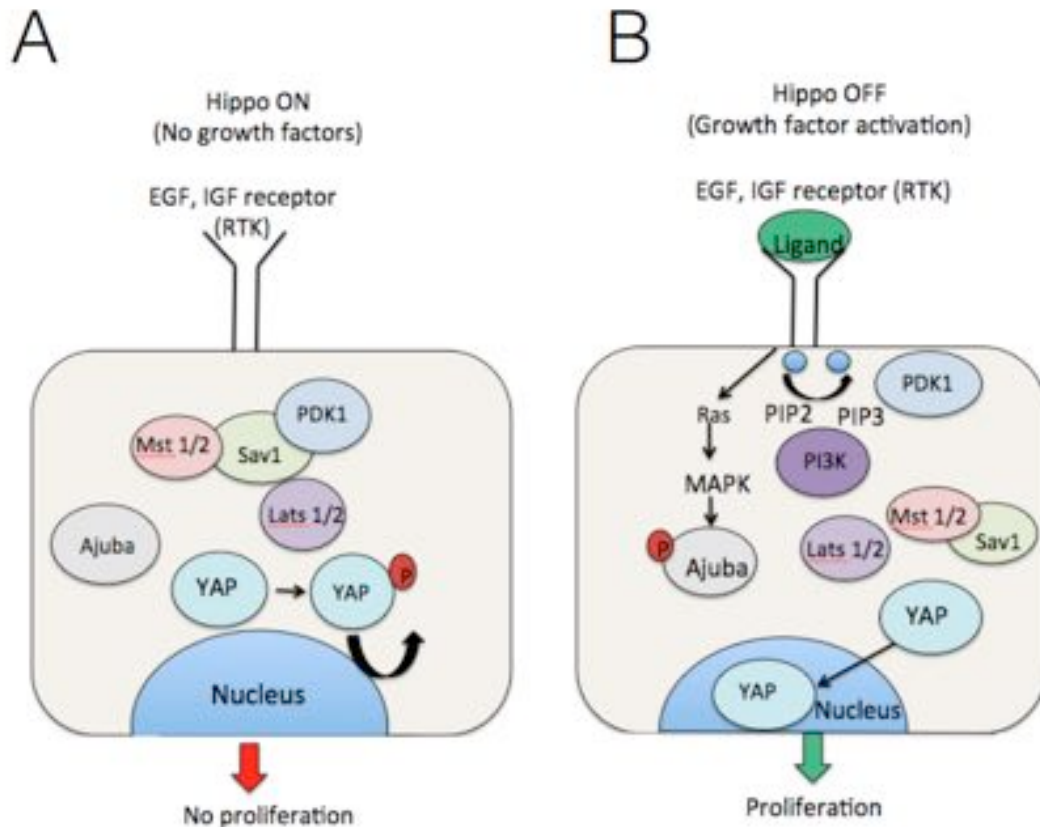 A
Hippo ON
(No growth factors)
EGF, IGF receptor
(RTK)
PDK1
Mst 1/2
Sav1
Lats 1/2
Ajuba
YAP
YAP
P
Nucleus
No proliferation
B
Hippo OFF
(Growth factor activation)
EGF, IGF receptor (RTK)
Ligand
PDK1
Ras
PIP2
PIP3
PI3K
MAPK
Mst 1/2
Lats 1/2
Sav1
P
Ajuba
YAP
YAP
Nucleus
Proliferation